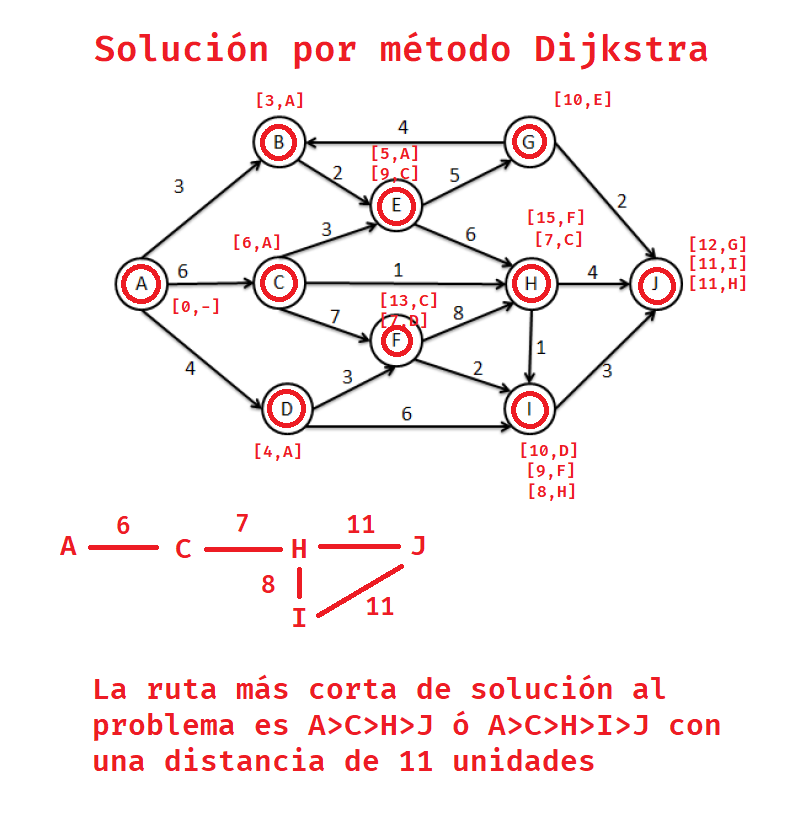 Solución por método Dijkstra
[3,A]
[10,E]
B
4
G
[5,A]
[9,C]
3
2
5
2
E
[15,F]
[7,C]
[6,A]
3
6
[12,G]
[11,I]
[11,H]
A
6
C
1
H
4
J
[0,-]
[13,C]
[7,D]
7
8
F
1
4
3
2
3
D
6
I
[4,A]
[10,D]
[9,F]
[8,H]
6
7
11
A
C
H
J
8
11
I
La ruta más corta de solución al
problema es A>C>H>J ó A>C>H>I>J con
una distancia de 11 unidades